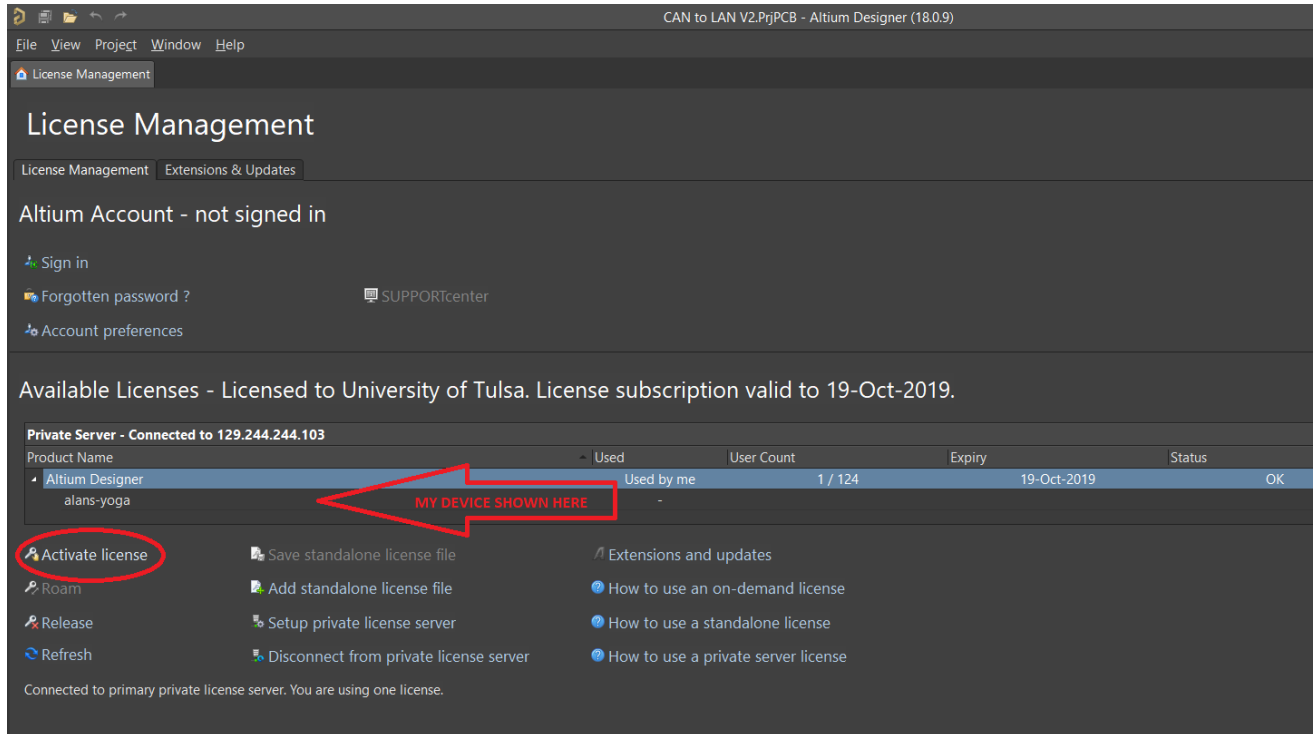 CAN to LAN V2.PrjPCB - Altium Designer (18.0.9)
File View Project Window Help
License Management
License Management
License Management Extensions & Updates
Altium Account - not signed in
Sign in
Forgotten password ? SUPPORTcenter
Account preferences
Available Licenses - Licensed to University of Tulsa. License subscription valid to 19-Oct-2019.
Private Server - Connected to 129.244.244.103
Product Name Used User Count Expiry Status
Altium Designer Used by me 1 / 124 19-Oct-2019 OK
alans-yoga MY DEVICE SHOWN HERE -
Activate license Save standalone license file Extensions and updates
Roam Add standalone license file How to use an on-demand license
Release Setup private license server How to use a standalone license
Refresh Disconnect from private license server How to use a private server license
Connected to primary private license server. You are using one license.